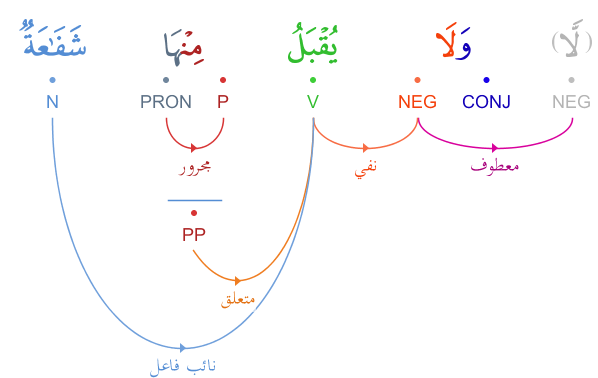 (لَّا) وَلَا يُقْبَلُ مِنْهَا شَفَـٰعَةٌ
NEG CONJ NEG V P PRON N
معطوف
نفي
مجرور
PP
متعلق
نائب فاعل